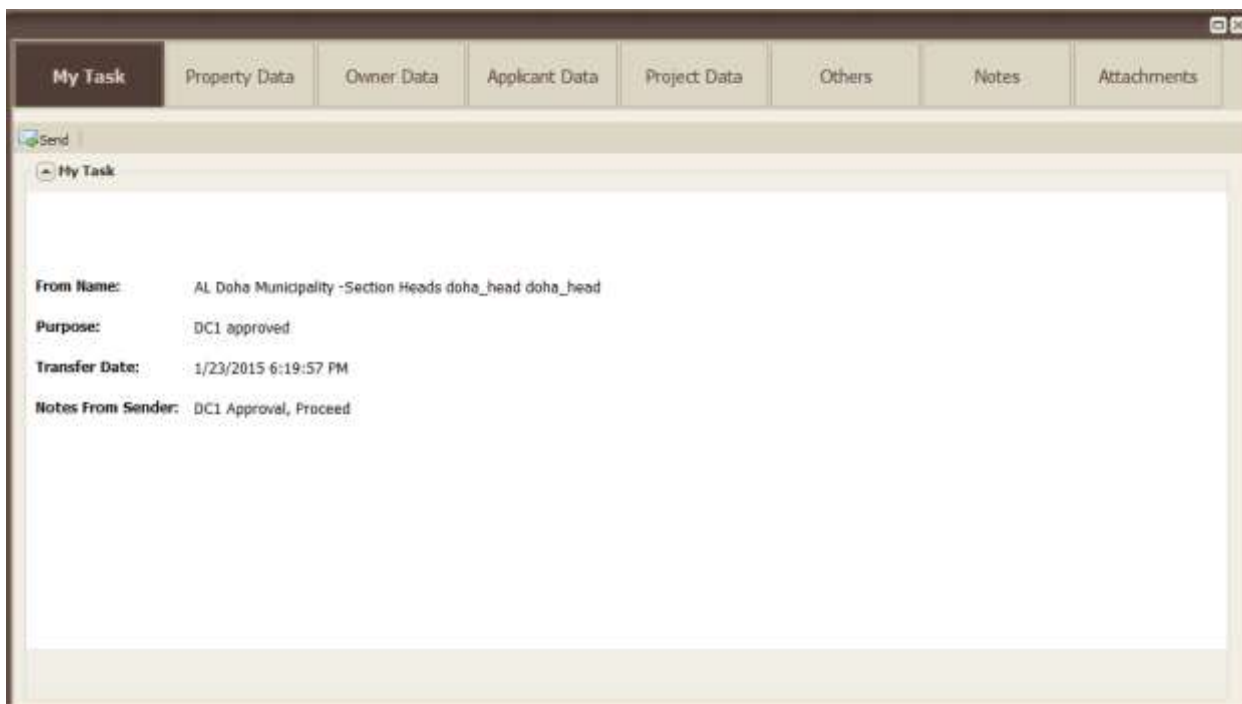 My Task Property Data Owner Data Applicant Data Project Data Others Notes Attachments
Send
My Task
From Name: AL Doha Municipality -Section Heads doha_head doha_head
Purpose: DC1 approved
Transfer Date: 1/23/2015 6:19:57 PM
Notes From Sender: DC1 Approval, Proceed